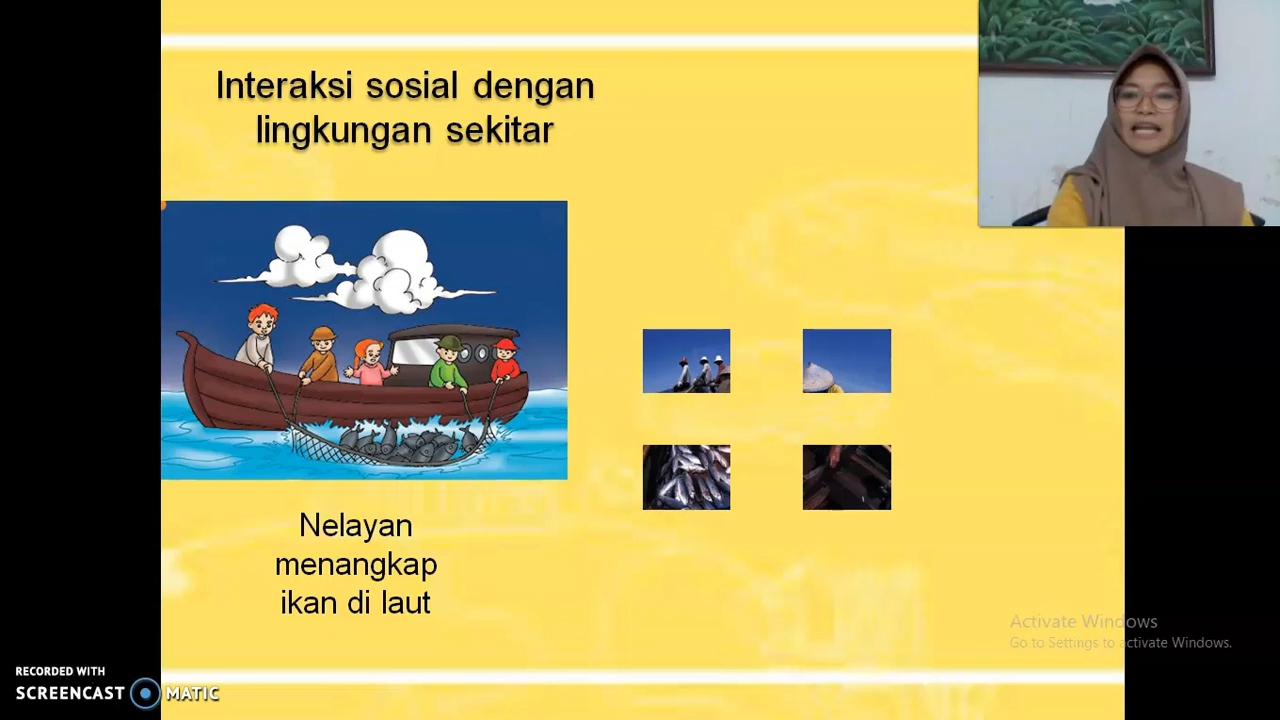 Interaksi sosial dengan
lingkungan sekitar
Nelayan
menangkap
ikan di laut
Activate Windows
Go to Settings to activate Windows.
RECORDED WITH
SCREENCAST MATIC